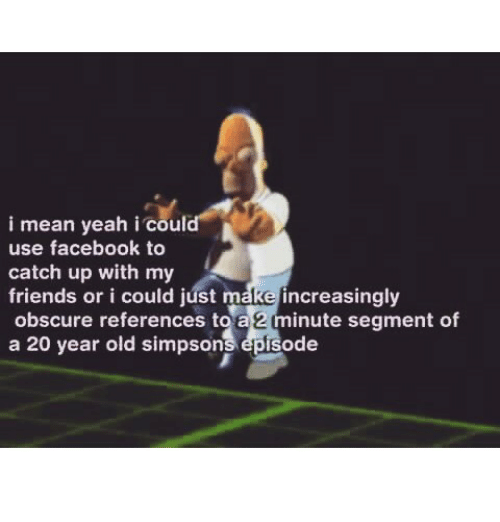 i mean yeah i could
use facebook to
catch up with my
friends or i could just make increasingly
obscure references to a 2 minute segment of
a 20 year old simpsons episode